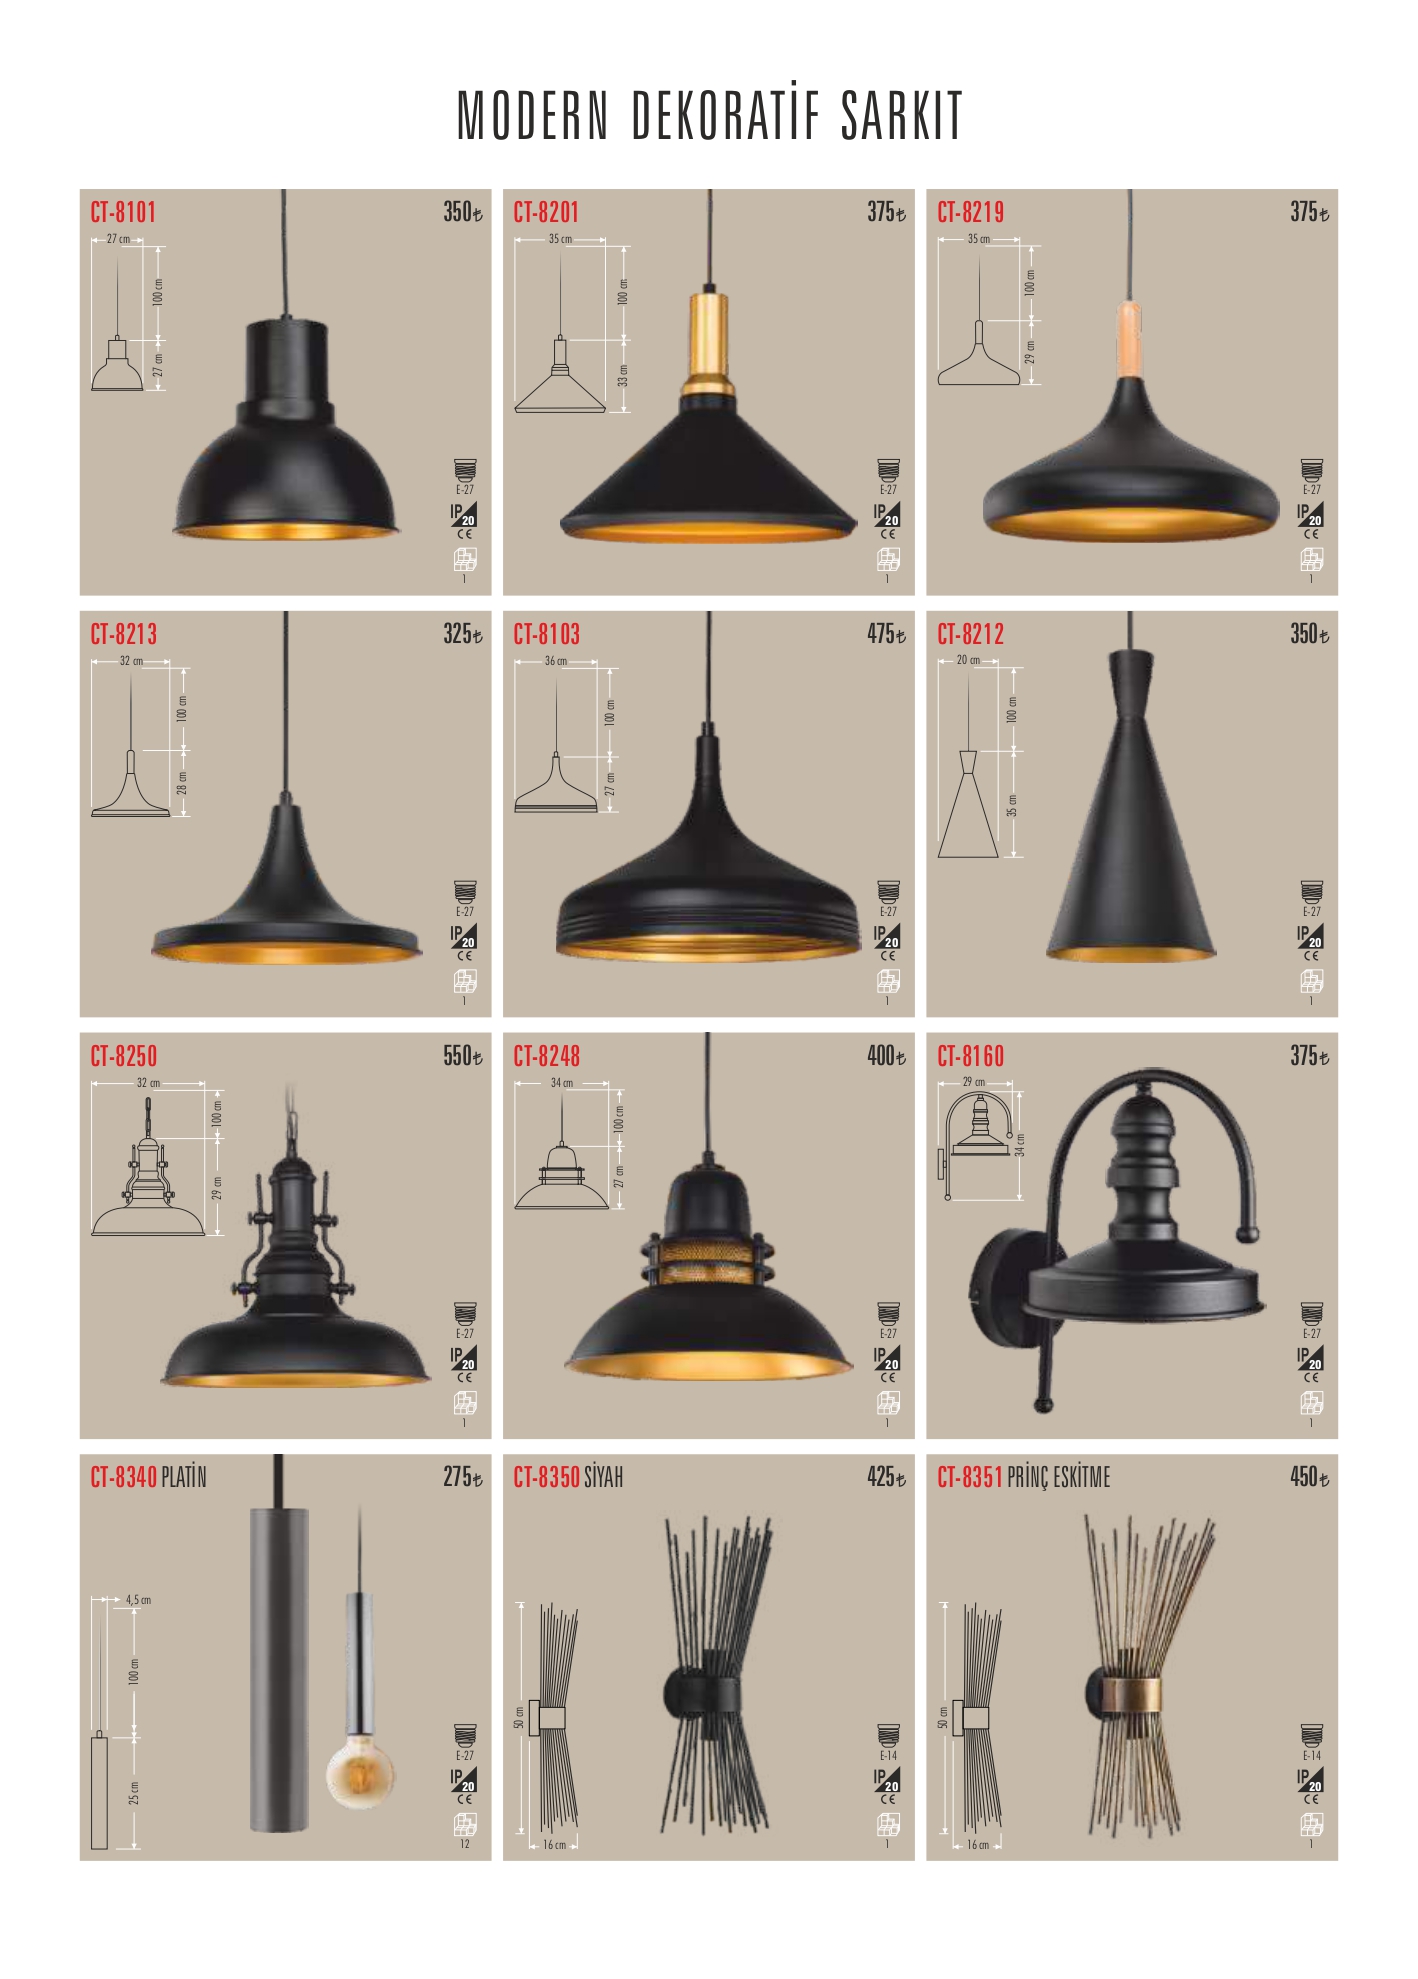 MODERN DEKORATİF SARKIT
CT-8101 350₺
27 cm
100 cm
27 cm
E-27
IP 20
CE
1
CT-8201 375₺
35 cm
100 cm
33 cm
E-27
IP 20
CE
1
CT-8219 375₺
35 cm
100 cm
29 cm
E-27
IP 20
CE
1
CT-8213 325₺
32 cm
100 cm
28 cm
E-27
IP 20
CE
1
CT-8103 475₺
36 cm
100 cm
27 cm
E-27
IP 20
CE
1
CT-8212 350₺
20 cm
100 cm
35 cm
E-27
IP 20
CE
1
CT-8250 550₺
32 cm
100 cm
29 cm
E-27
IP 20
CE
1
CT-8248 400₺
34 cm
100 cm
27 cm
E-27
IP 20
CE
1
CT-8160 375₺
29 cm
34 cm
E-27
IP 20
CE
1
CT-8340 PLATİN 275₺
4,5 cm
100 cm
25 cm
E-27
IP 20
CE
12
CT-8350 SİYAH 425₺
50 cm
16 cm
E-14
IP 20
CE
1
CT-8351 PRİNÇ ESKİTME 450₺
50 cm
16 cm
E-14
IP 20
CE
1